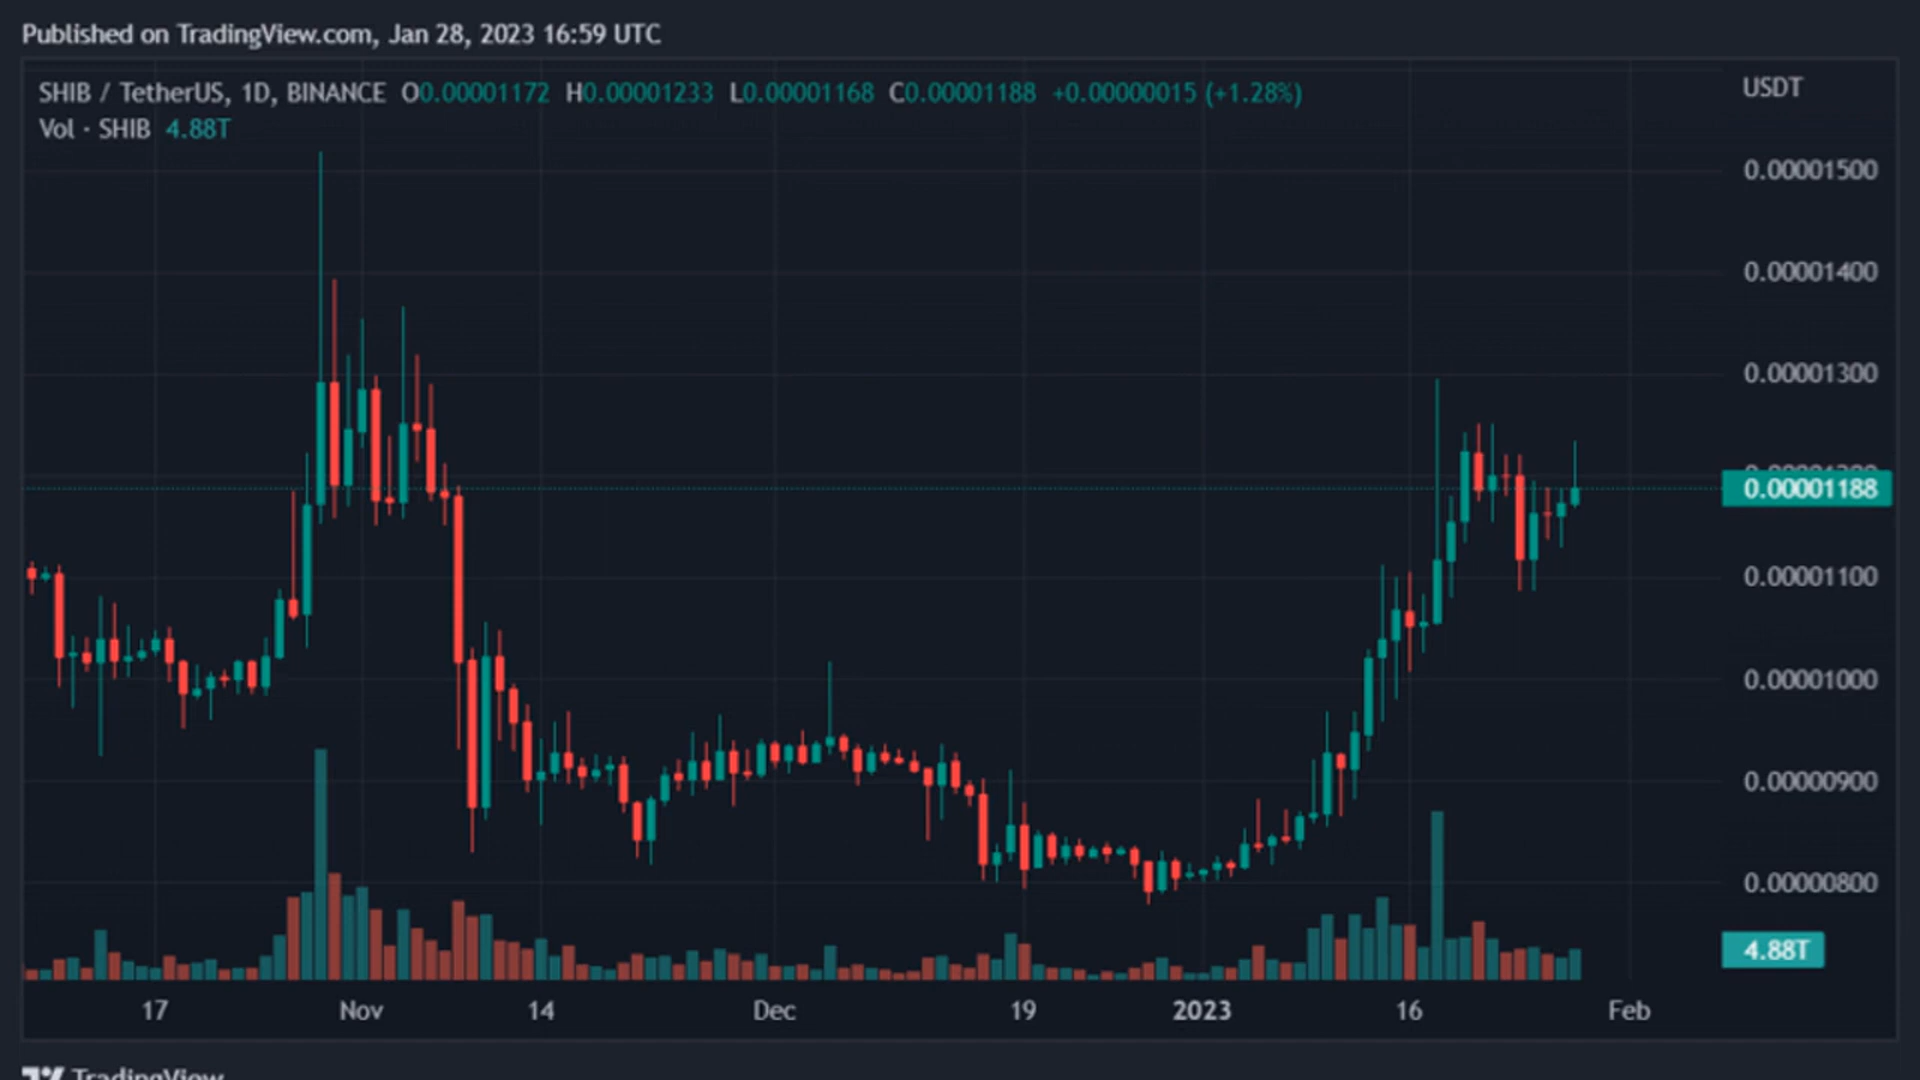 Published on TradingView.com, Jan 28, 2023 16:59 UTC
SHIB / TetherUS, 1D, BINANCE O0.00001172 H0.00001233 L0.00001168 C0.00001188 +0.00000015 (+1.28%)
USDT
Vol · SHIB 4.88T
0.00001500
0.00001400
0.00001300
0.00001188
0.00001100
0.00001000
0.00000900
0.00000800
4.88T
17 Nov 14 Dec 19 2023 16 Feb
TradingView